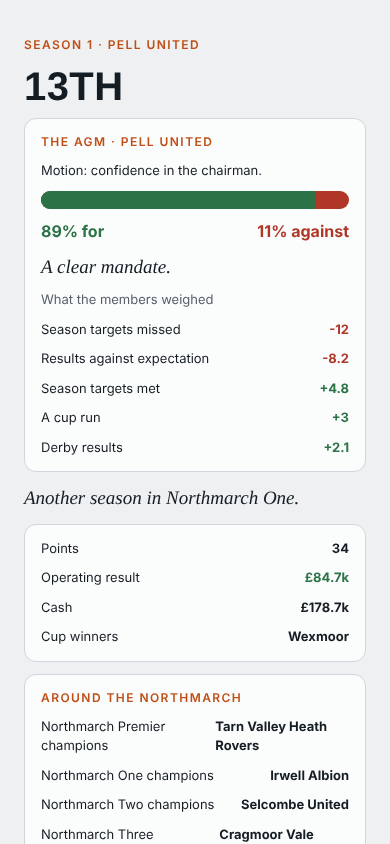 SEASON 1 · PELL UNITED
13TH
THE AGM · PELL UNITED
Motion: confidence in the chairman.
89% for 11% against
A clear mandate.
What the members weighed
Season targets missed -12
Results against expectation -8.2
Season targets met +4.8
A cup run +3
Derby results +2.1
Another season in Northmarch One.
Points 34
Operating result £84.7k
Cash £178.7k
Cup winners Wexmoor
AROUND THE NORTHMARCH
Northmarch Premier Tarn Valley Heath
champions Rovers
Northmarch One champions Irwell Albion
Northmarch Two champions Selcombe United
Northmarch Three Cragmoor Vale